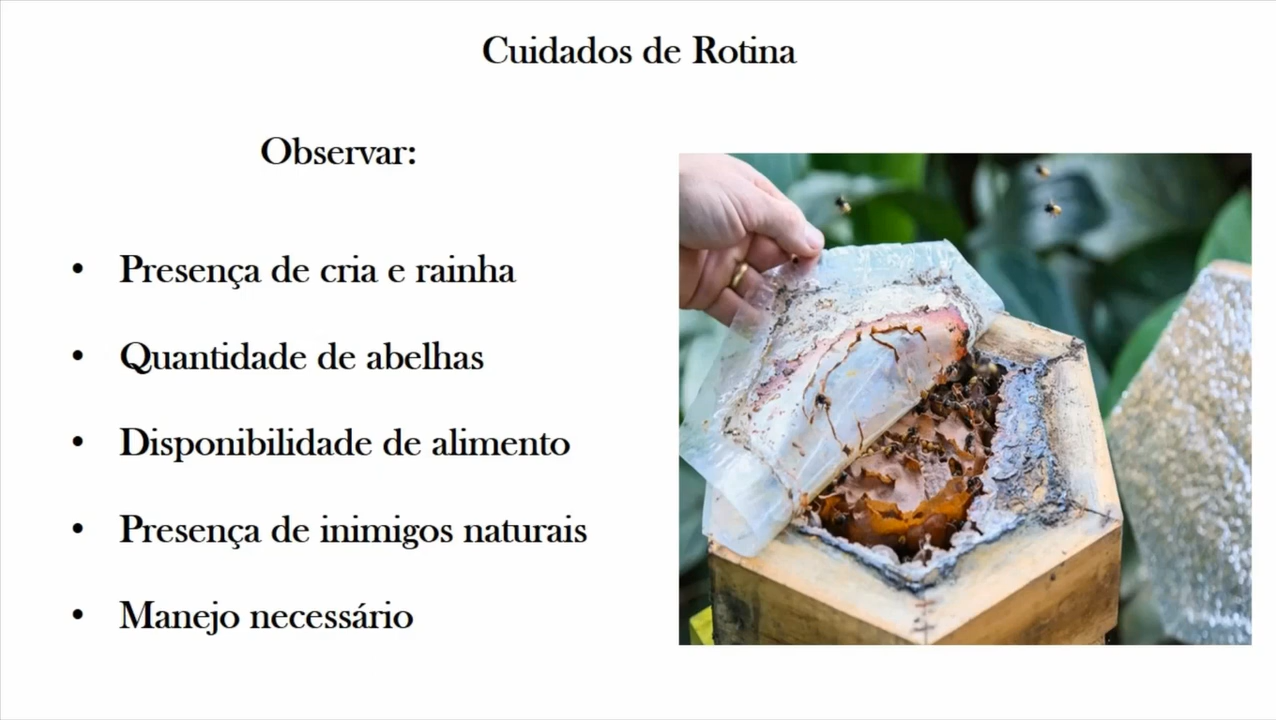 Cuidados de Rotina
Observar:
• Presença de cria e rainha
• Quantidade de abelhas
• Disponibilidade de alimento
• Presença de inimigos naturais
• Manejo necessário